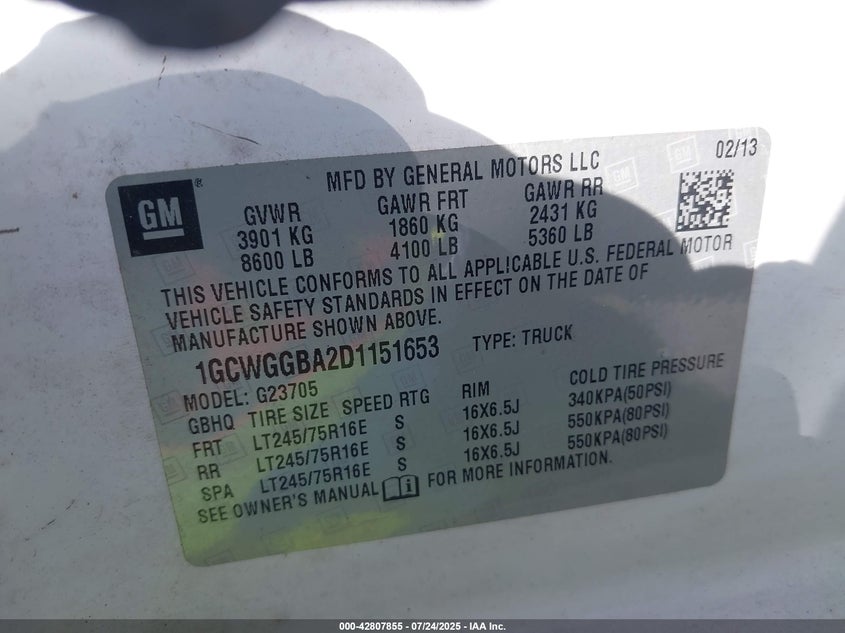 GM ®
MFD BY GENERAL MOTORS LLC
02/13
GVWR GAWR FRT GAWR RR
3901 KG 1860 KG 2431 KG
8600 LB 4100 LB 5360 LB
THIS VEHICLE CONFORMS TO ALL APPLICABLE U.S. FEDERAL MOTOR
VEHICLE SAFETY STANDARDS IN EFFECT ON THE DATE OF
MANUFACTURE SHOWN ABOVE.
1GCWGGBA2D1151653 TYPE: TRUCK
MODEL: G23705
GBHQ TIRE SIZE SPEED RTG RIM COLD TIRE PRESSURE
FRT LT245/75R16E S 16X6.5J 340KPA(50PSI)
RR LT245/75R16E S 16X6.5J 550KPA(80PSI)
SPA LT245/75R16E S 16X6.5J 550KPA(80PSI)
SEE OWNER'S MANUAL FOR MORE INFORMATION.
000-42807855 / 07/24/2025 - IAA Inc.